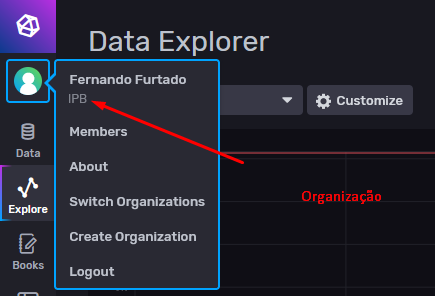 Data Explorer
Fernando Furtado
IPB
Customize
Members
Data
About
Organização
Switch Organizations
Explore
Create Organization
Books
Logout